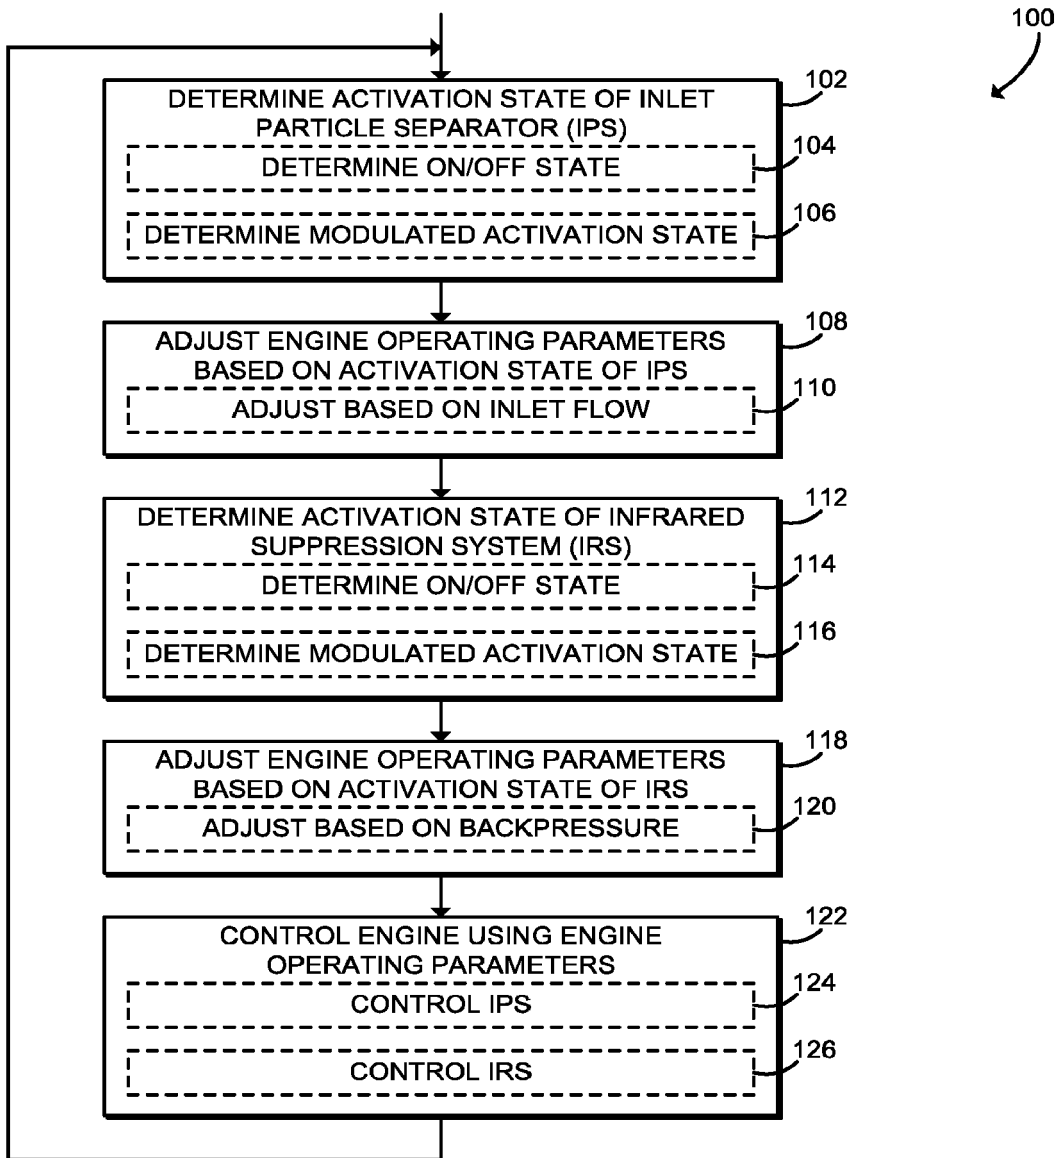 100
DETERMINE ACTIVATION STATE OF INLET
PARTICLE SEPARATOR (IPS)
102
DETERMINE ON/OFF STATE
104
DETERMINE MODULATED ACTIVATION STATE
106
ADJUST ENGINE OPERATING PARAMETERS
BASED ON ACTIVATION STATE OF IPS
108
ADJUST BASED ON INLET FLOW
110
DETERMINE ACTIVATION STATE OF INFRARED
SUPPRESSION SYSTEM (IRS)
112
DETERMINE ON/OFF STATE
114
DETERMINE MODULATED ACTIVATION STATE
116
ADJUST ENGINE OPERATING PARAMETERS
BASED ON ACTIVATION STATE OF IRS
118
ADJUST BASED ON BACKPRESSURE
120
CONTROL ENGINE USING ENGINE
OPERATING PARAMETERS
122
CONTROL IPS
124
CONTROL IRS
126